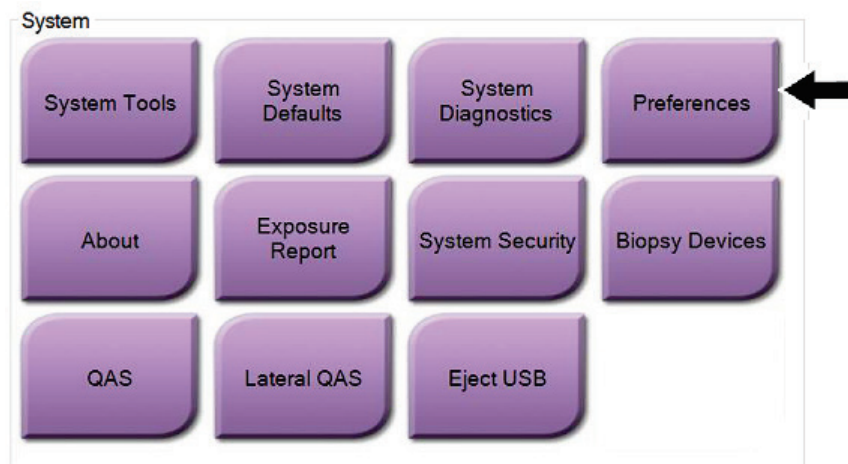 System
System Tools
System
Defaults
System
Diagnostics
Preferences
About
Exposure
Report
System Security
Biopsy Devices
QAS
Lateral QAS
Eject USB